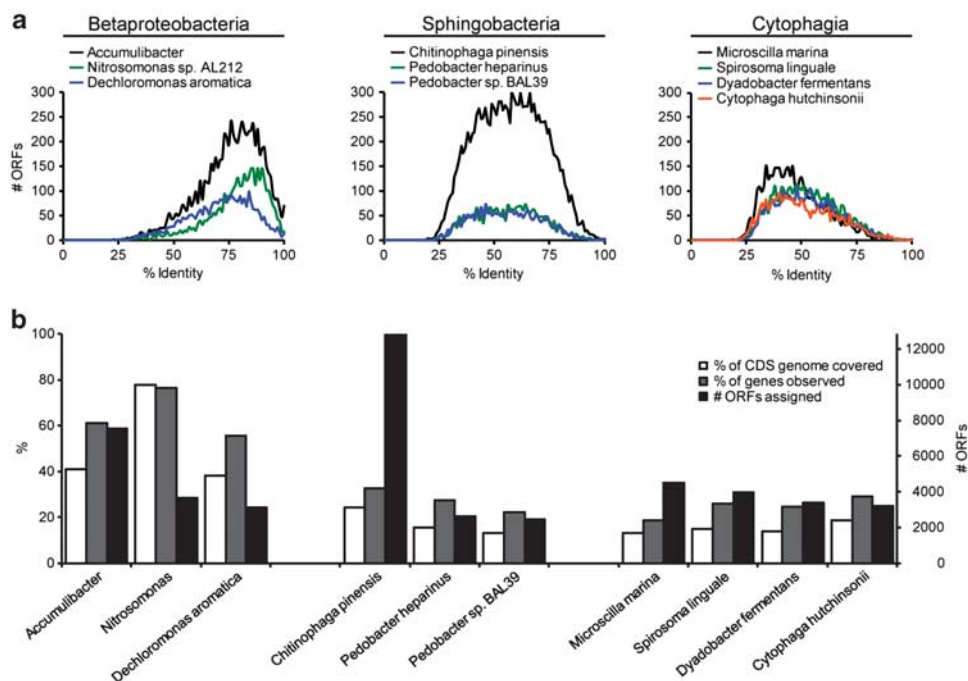 a
Betaproteobacteria
Accumulibacter
Nitrosomonas sp. AL212
Dechloromonas aromatica
# ORFs
300
250
200
150
100
50
0
0 25 50 75 100
% Identity
Sphingobacteria
Chitinophaga pinensis
Pedobacter heparinus
Pedobacter sp. BAL39
300
250
200
150
100
50
0
0 25 50 75 100
% Identity
Cytophagia
Microscilla marina
Spirosoma linguale
Dyadobacter fermentans
Cytophaga hutchinsonii
300
250
200
150
100
50
0
0 25 50 75 100
% Identity
b
%
100
80
60
40
20
0
% of CDS genome covered
% of genes observed
# ORFs assigned
12000
10000
8000
6000
4000
2000
0
# ORFs
Accumulibacter
Nitrosomonas
Dechloromonas aromatica
Chitinophaga pinensis
Pedobacter heparinus
Pedobacter sp. BAL39
Microscilla marina
Spirosoma linguale
Dyadobacter fermentans
Cytophaga hutchinsonii